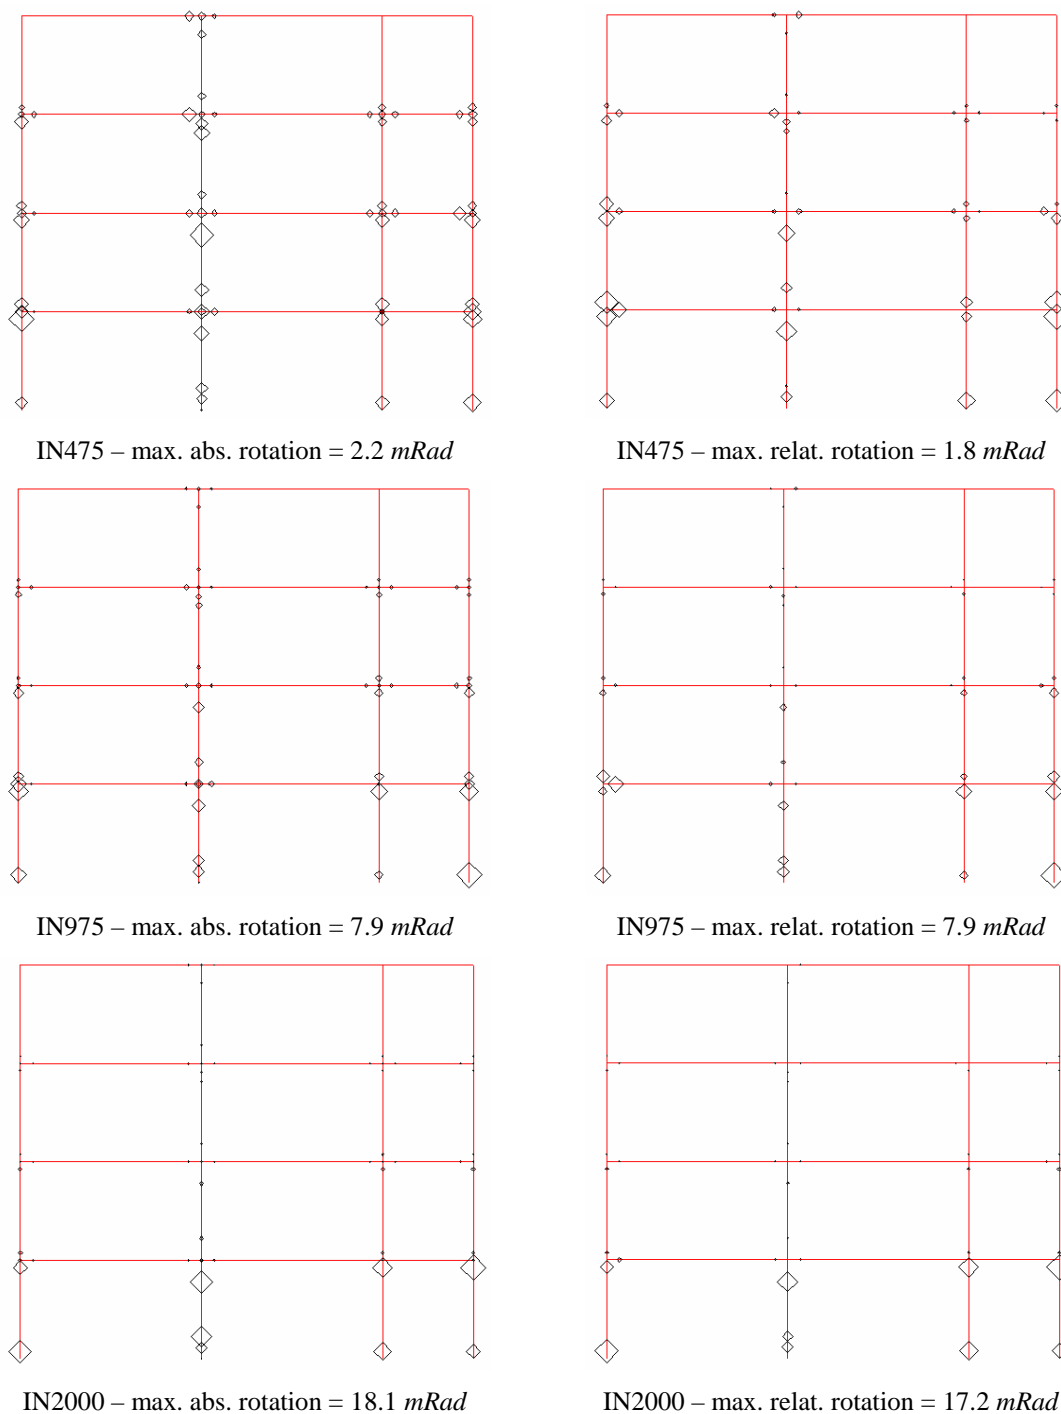 IN475 – max. abs. rotation = 2.2 mRad
IN475 – max. relat. rotation = 1.8 mRad
IN975 – max. abs. rotation = 7.9 mRad
IN975 – max. relat. rotation = 7.9 mRad
IN2000 – max. abs. rotation = 18.1 mRad
IN2000 – max. relat. rotation = 17.2 mRad